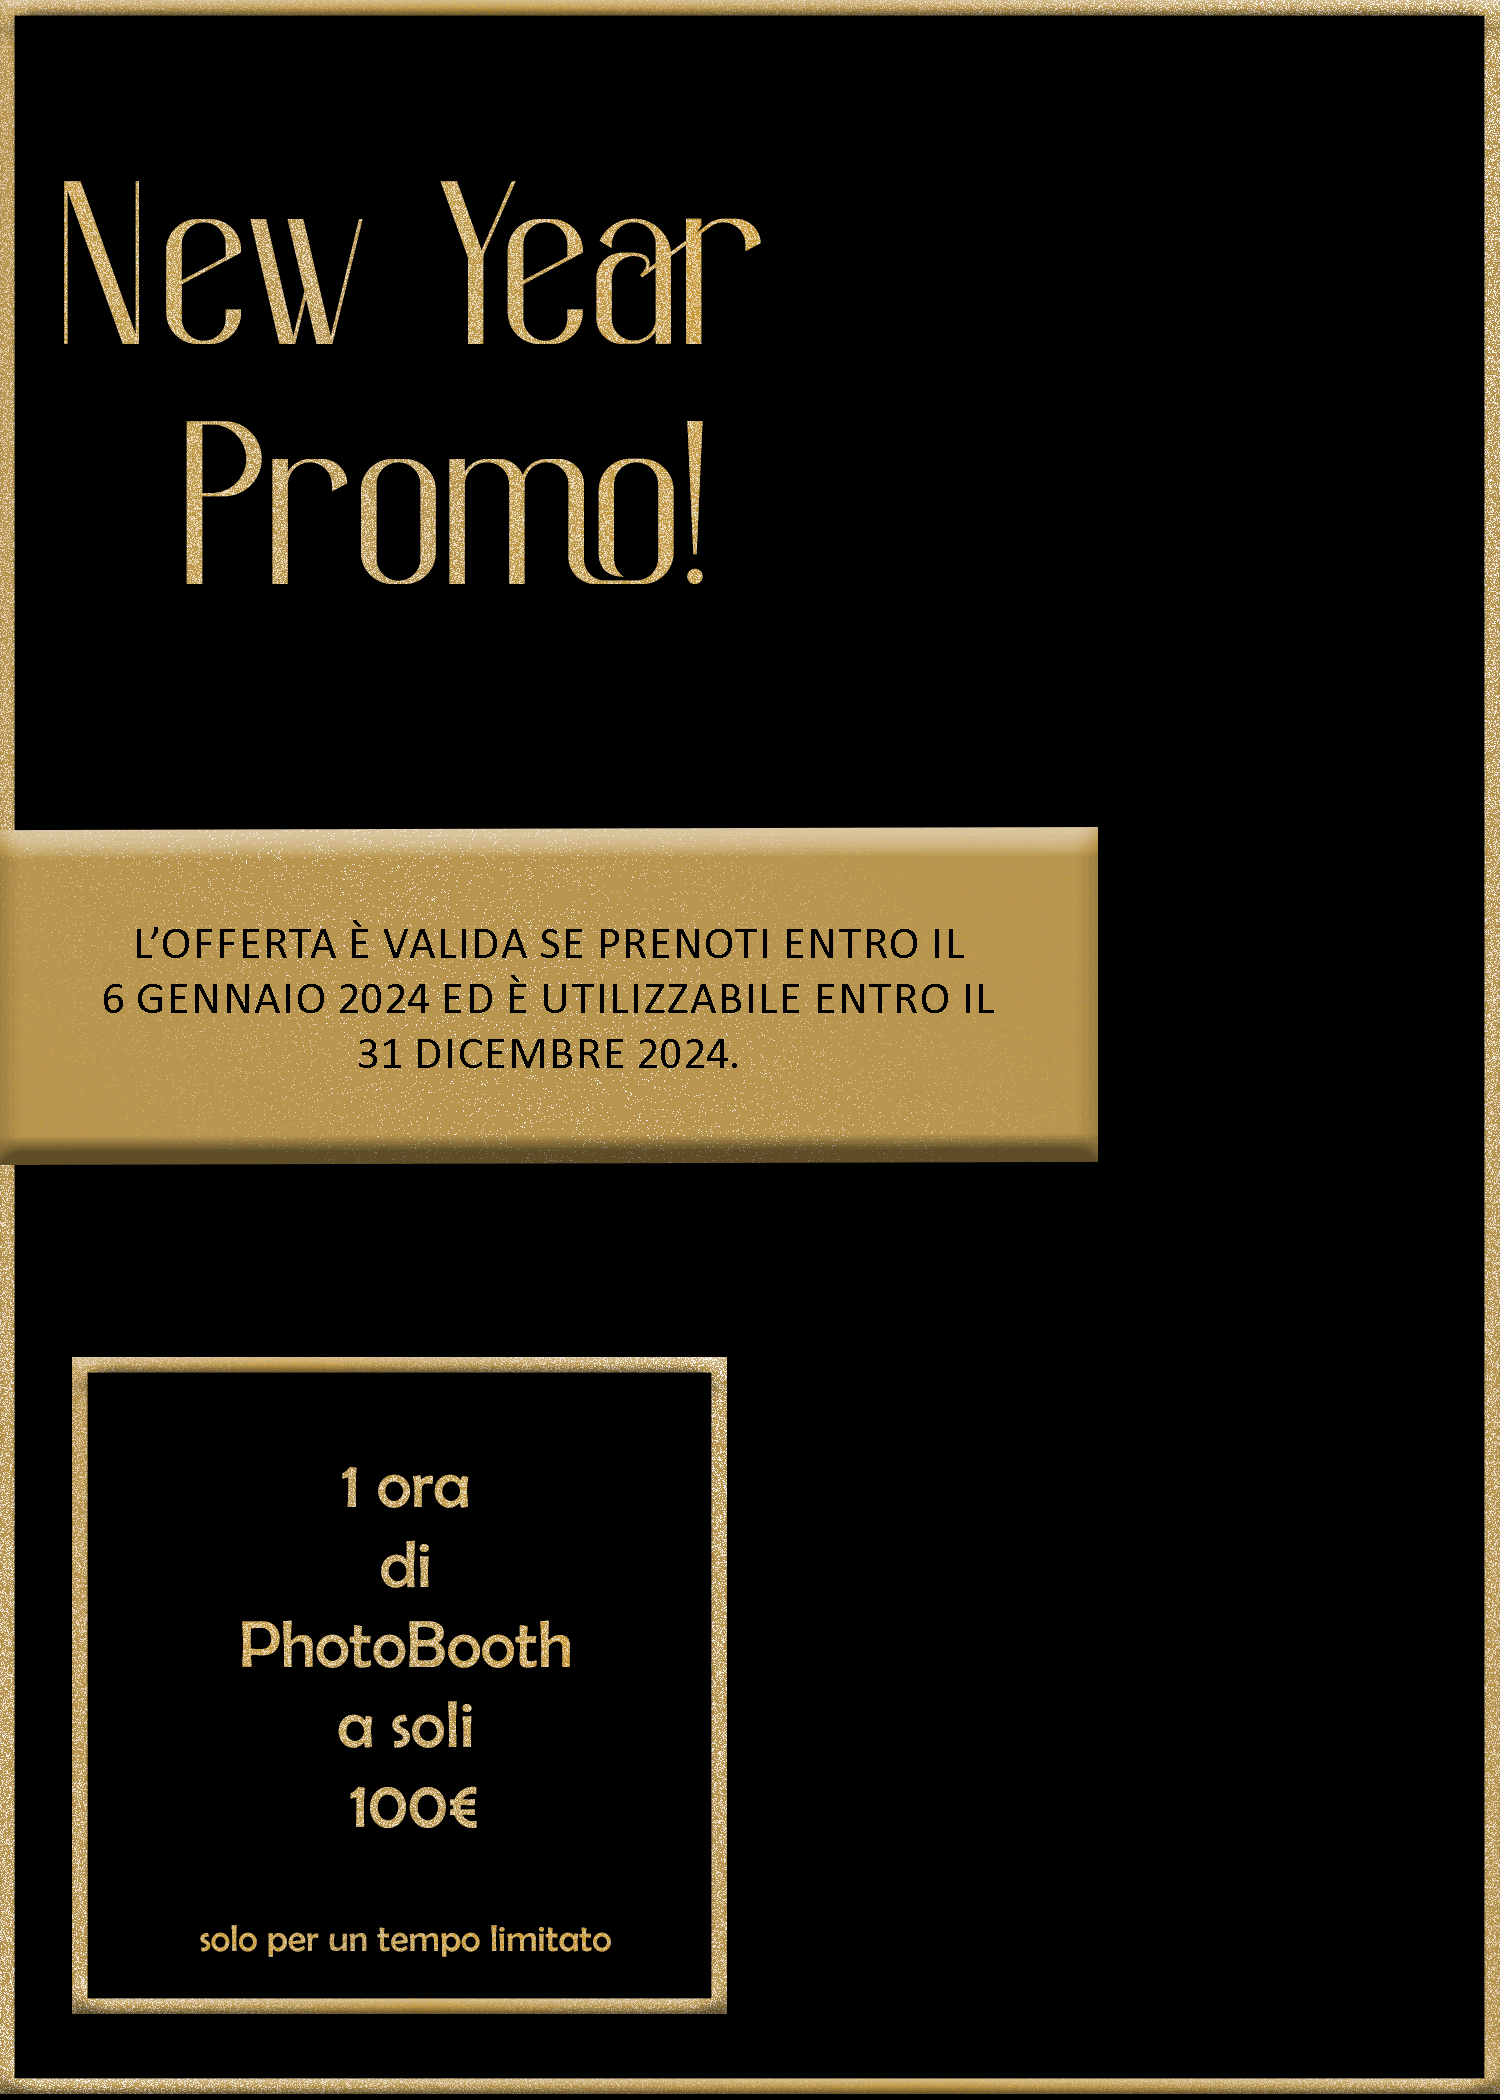 New Year
Promo!
L’OFFERTA È VALIDA SE PRENOTI ENTRO IL
6 GENNAIO 2024 ED È UTILIZZABILE ENTRO IL
31 DICEMBRE 2024.
1 ora
di
PhotoBooth
a soli
100€
solo per un tempo limitato